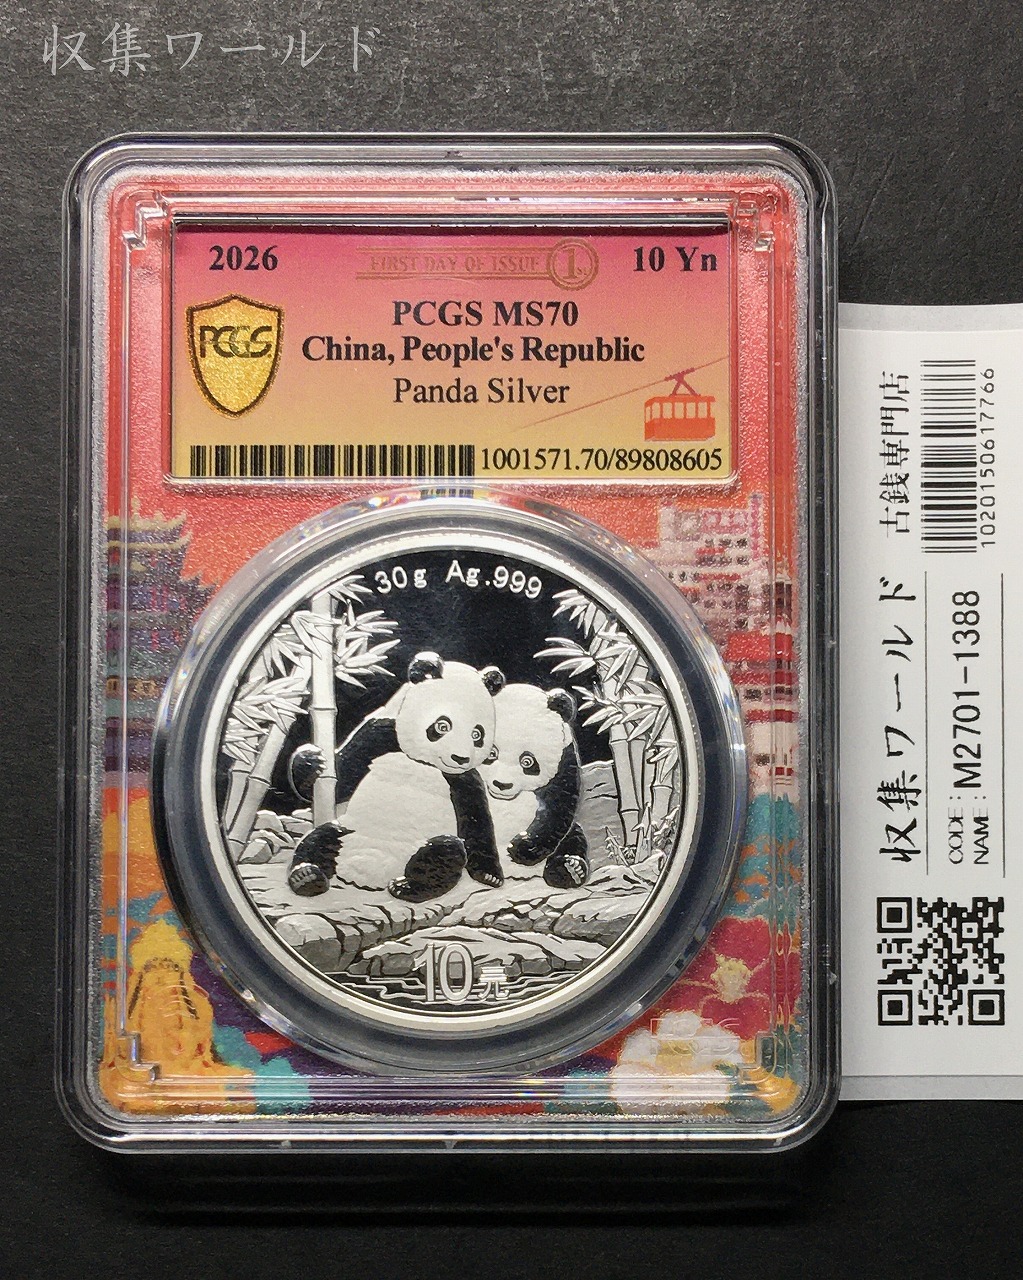 収集ワールド
2026
FIRST DAY OF ISSUE 1st
10 Yn
PCGS MS70
China, People's Republic
Panda Silver
PCGS
1001571.70/89808605
30g Ag.999
10元
PCGS
収集ワールド 古銭専門店
CODE: M2701-1388
NAME:
1020150617766